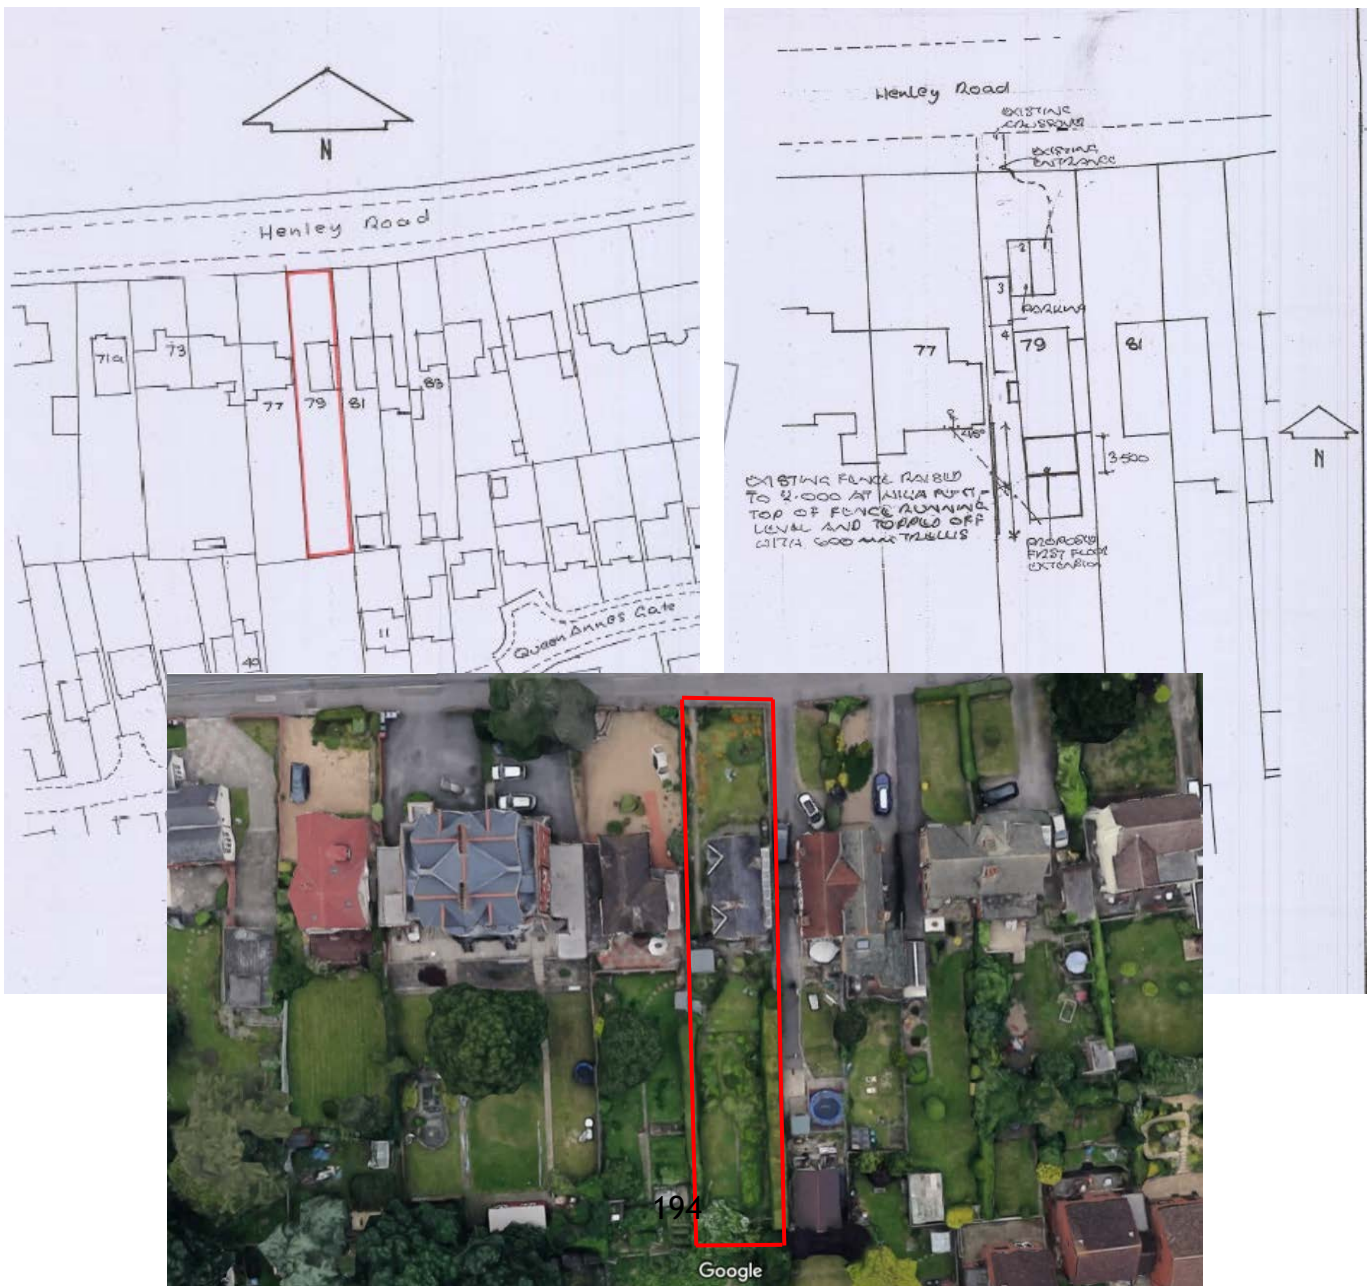 N
Henley Road
71a
73
77
79
81
83
11
40
Queen Annes Gate
Henley Road
EXISTING
CROSSOVER
EXISTING
ENTRANCE
2
3
PARKING
4
77
79
81
45°
3500
N
EXISTING FENCE RAISED
TO 2.000 AT HIGH POINT -
TOP OF FENCE RUNNING
LEVEL AND TOPPED OFF
WITH 600 mm TRELLIS
PROPOSED
FIRST FLOOR
EXTENSION
194
Google